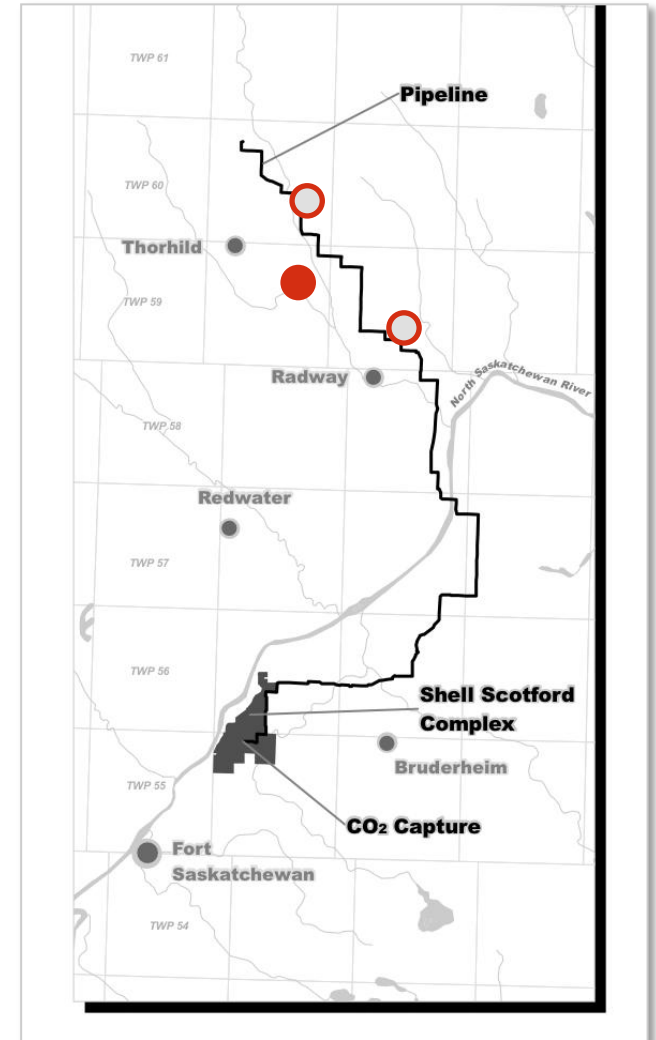 TWP 61
Pipeline
TWP 60
Thorhild
TWP 59
Radway
North Saskatchewan River
TWP 58
Redwater
TWP 57
TWP 56
Shell Scotford
Complex
Bruderheim
TWP 55
CO₂ Capture
Fort
Saskatchewan
TWP 54